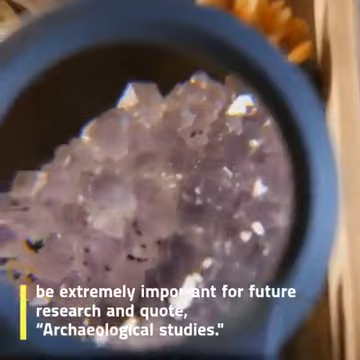 be extremely important for future
research and quote,
“Archaeological studies."